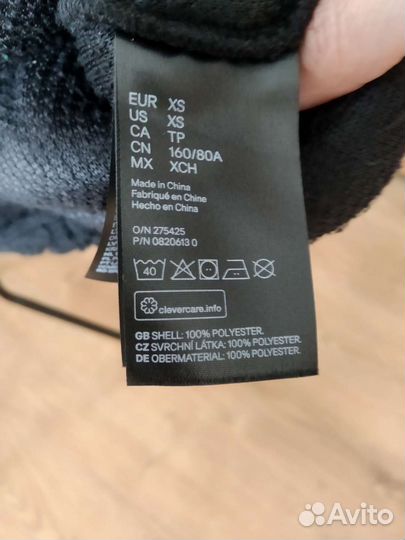 EUR XS
US XS
CA TP
CN 160/80A
MX XCH
Made in China
Fabriqué en Chine
Hecho en China
O/N 275425
P/N 0820613 0
40
clevercare.info
GB SHELL: 100% POLYESTER.
CZ SVRCHNÍ LÁTKA: 100% POLYESTER.
DE OBERMATERIAL: 100% POLYESTER.
Avito